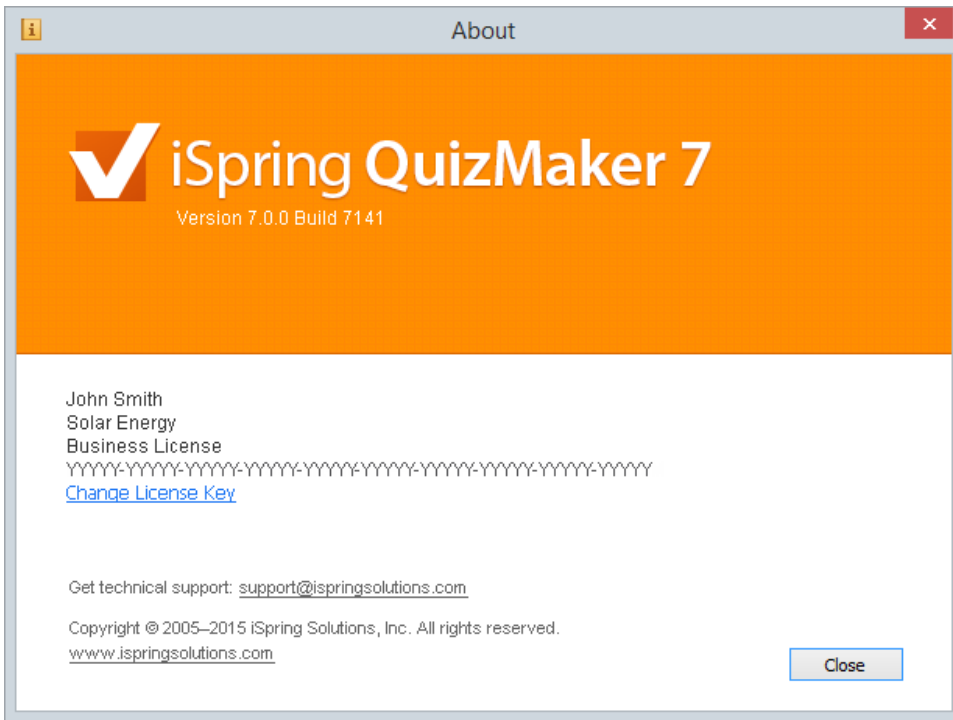 About
iSpring QuizMaker 7
Version 7.0.0 Build 7141
John Smith
Solar Energy
Business License
YYYYY-YYYYY-YYYYY-YYYYY-YYYYY-YYYYY-YYYYY-YYYYY-YYYYY-YYYYY
Change License Key
Get technical support: support@ispringsolutions.com
Copyright © 2005–2015 iSpring Solutions, Inc. All rights reserved.
www.ispringsolutions.com
Close